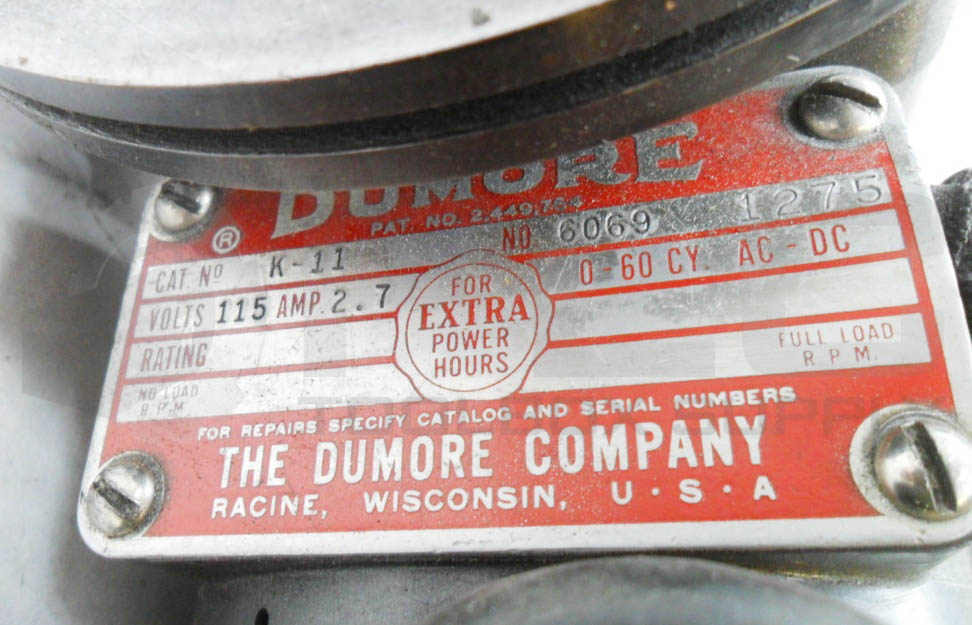 DUMORE
PAT. NO. 2,449,764
®
CAT. Nº K-11 NO 6069 1275
VOLTS 115 AMP. 2.7 0-60 CY. AC - DC
FOR
EXTRA
POWER
HOURS
RATING
FULL LOAD
R P M.
NO LOAD
R P M
FOR REPAIRS SPECIFY CATALOG AND SERIAL NUMBERS
THE DUMORE COMPANY
RACINE, WISCONSIN, U · S · A